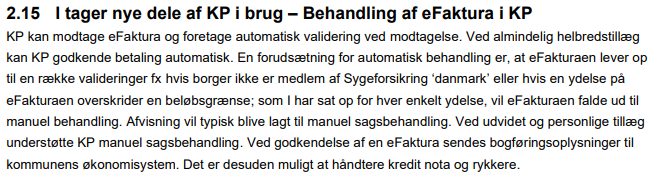 2.15 I tager nye dele af KP i brug – Behandling af eFaktura i KP
KP kan modtage eFaktura og foretage automatisk validering ved modtagelse. Ved almindelig helbredstillæg
kan KP godkende betaling automatisk. En forudsætning for automatisk behandling er, at eFakturaen lever op
til en række valideringer fx hvis borger ikke er medlem af Sygeforsikring ‘danmark’ eller hvis en ydelse på
eFakturaen overskrider en beløbsgrænse; som I har sat op for hver enkelt ydelse, vil eFakturaen falde ud til
manuel behandling. Afvisning vil typisk blive lagt til manuel sagsbehandling. Ved udvidet og personlige tillæg
understøtte KP manuel sagsbehandling. Ved godkendelse af en eFaktura sendes bogføringsoplysninger til
kommunens økonomisystem. Det er desuden muligt at håndtere kredit nota og rykkere.